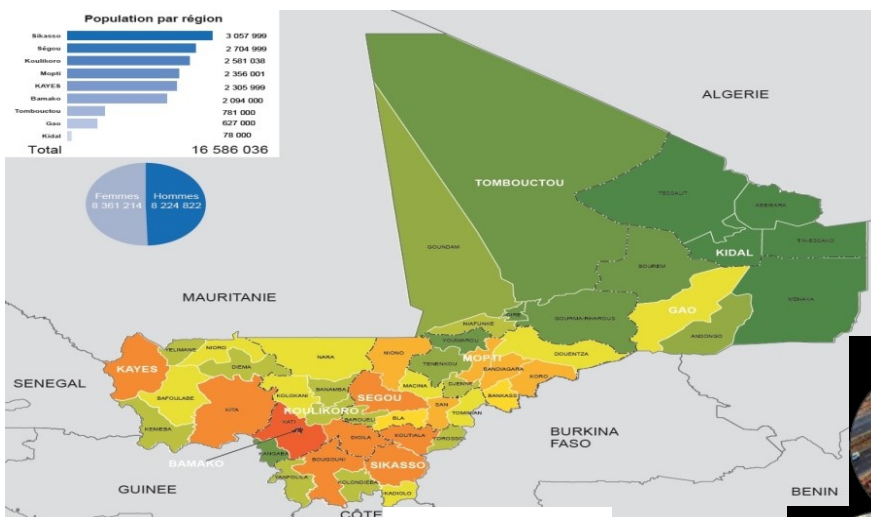 Population par région
Sikasso 3 057 999
Ségou 2 704 999
Koulikoro 2 581 038
Mopti 2 356 001
KAYES 2 305 999
Bamako 2 094 000
Tombouctou 781 000
Gao 627 000
Kidal 78 000
Total 16 586 036
Femmes 8 361 214
Hommes 8 224 822
ALGERIE
TOMBOUCTOU
TESSALIT
ABEIBARA
GOUNDAM
KIDAL
TIN-ESSAKO
BOUREM
MENAKA
MAURITANIE
GAO
GOURMA-RHAROUS
ANSONGO
DIRE
NIAFUNKE
YOUWAROU
YELIMANE
NIORO
NARA
NIONO
MOPTI
DOUENTZA
KAYES
DIEMA
TENENKOU
BANDIAGARA
KORO
SENEGAL
BAFOULABE
KOLOKANI
BANAMBA
SEGOU
MACINA
DJENNE
BANKASS
KITA
KOULIKORO
SAN
TOMINIAN
KENIEBA
KATI
BAROUELI
BLA
BURKINA
FASO
BAMAKO
KANGABA
DIOILA
KOUTIALA
YOROSSO
BOUGOUNI
SIKASSO
GUINEE
YANFOLILA
KOLONDIEBA
KADIOLO
BENIN
CÔTE